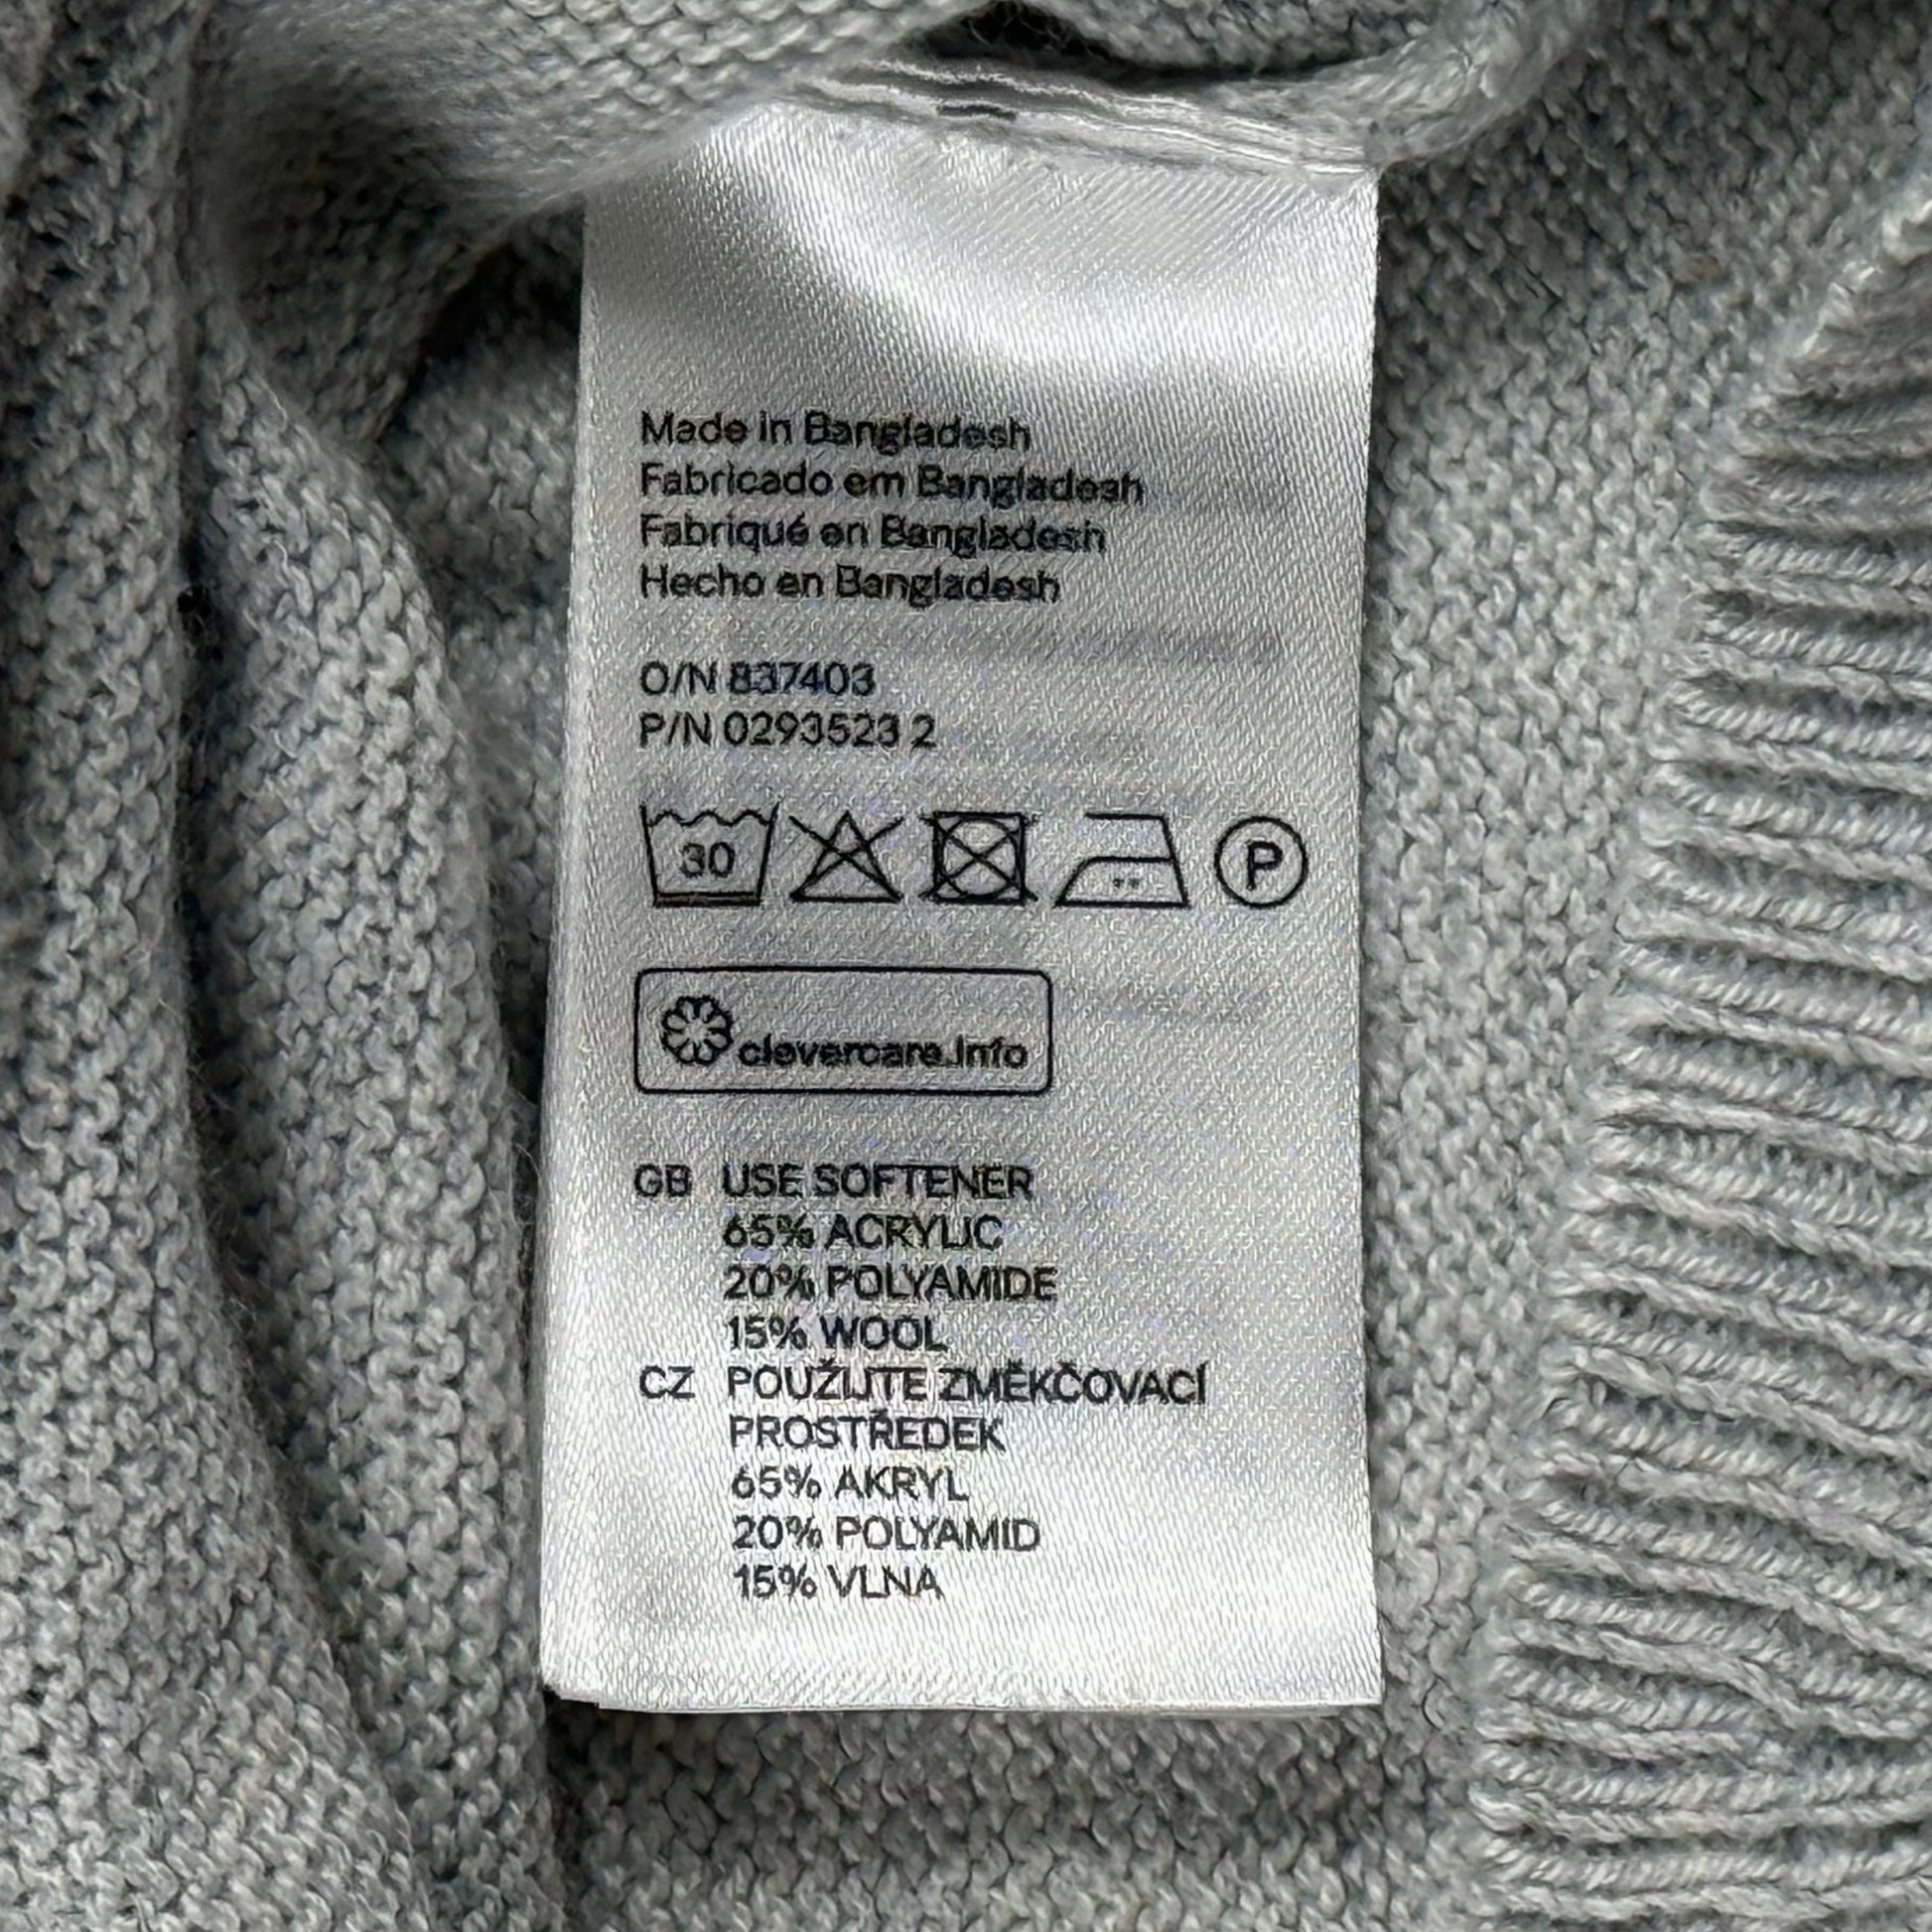 Made in Bangladesh
Fabricado em Bangladesh
Fabriqué en Bangladesh
Hecho en Bangladesh
O/N 837403
P/N 0293523 2
30 P
clevercare.info
GB USE SOFTENER
65% ACRYLIC
20% POLYAMIDE
15% WOOL
CZ POUŽIJTE ZMĚKČOVACÍ
PROSTŘEDEK
65% AKRYL
20% POLYAMID
15% VLNA